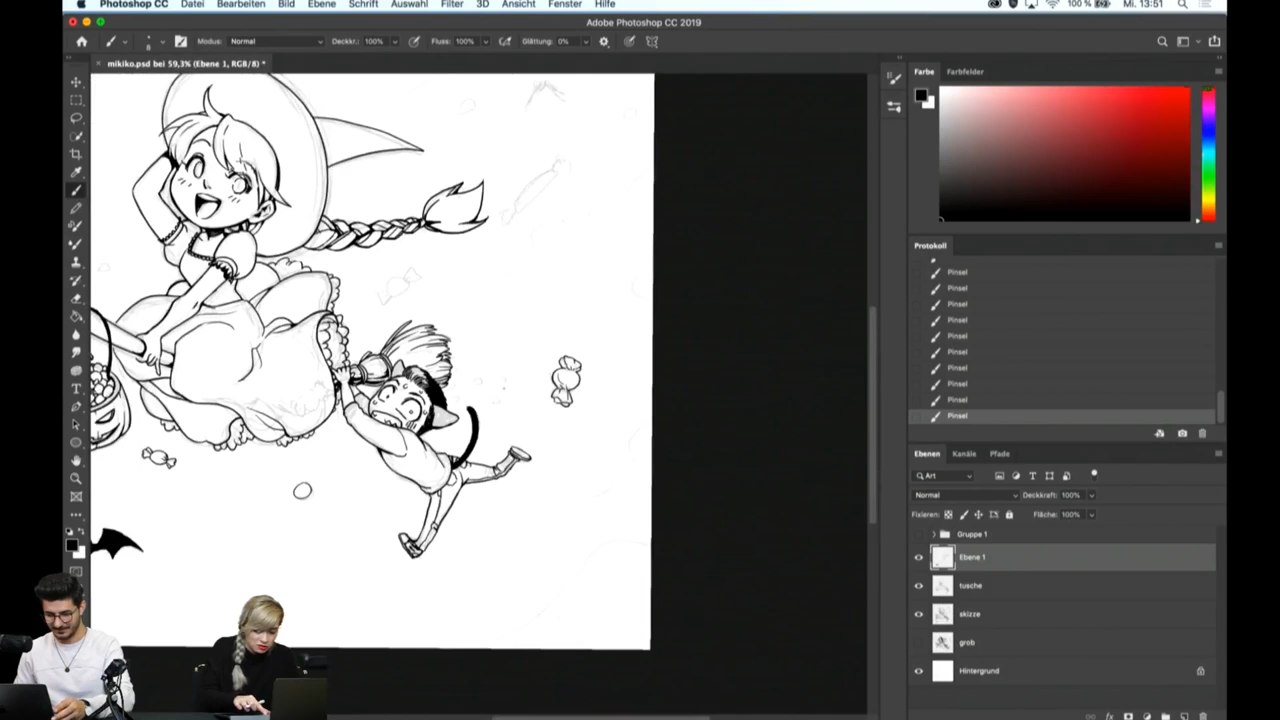 Photoshop CC Datei Bearbeiten Bild Ebene Schrift Auswahl Filter 3D Ansicht Fenster Hilfe 100 % Mi. 13:51
Adobe Photoshop CC 2019
Modus: Normal Deckkr.: 100% Fluss: 100% Glättung: 0%
mikiko.psd bei 59,3% (Ebene 1, RGB/8) *
Farbe Farbfelder
Protokoll
Pinsel
Pinsel
Pinsel
Pinsel
Pinsel
Pinsel
Pinsel
Pinsel
Pinsel
Pinsel
Ebenen Kanäle Pfade
Art
Normal Deckkraft: 100%
Fixieren: Fläche: 100%
Gruppe 1
Ebene 1
tusche
skizze
grob
Hintergrund
fx